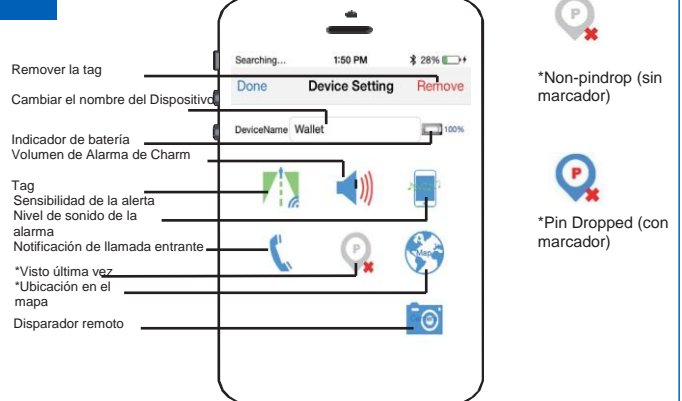 Searching...
1:50 PM
28%
Done
Device Setting
Remove
DeviceName
Wallet
100%
Map
Remover la tag
Cambiar el nombre del Dispositivo
Indicador de batería
Volumen de Alarma de Charm
Tag
Sensibilidad de la alerta
Nivel de sonido de la
alarma
Notificación de llamada entrante
*Visto última vez
*Ubicación en el
mapa
Disparador remoto
P
P
*Non-pindrop (sin
marcador)
P
*Pin Dropped (con
marcador)